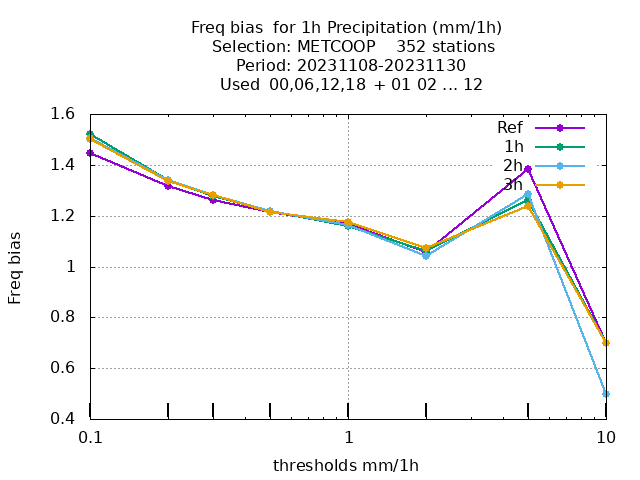 Freq bias  for 1h Precipitation (mm/1h)
Selection: METCOOP    352 stations
Period: 20231108-20231130
Used  00,06,12,18  + 01 02 ... 12
Ref
1h
2h
3h
1.6
1.4
1.2
1
0.8
0.6
0.4
Freq bias
0.1
1
10
thresholds mm/1h